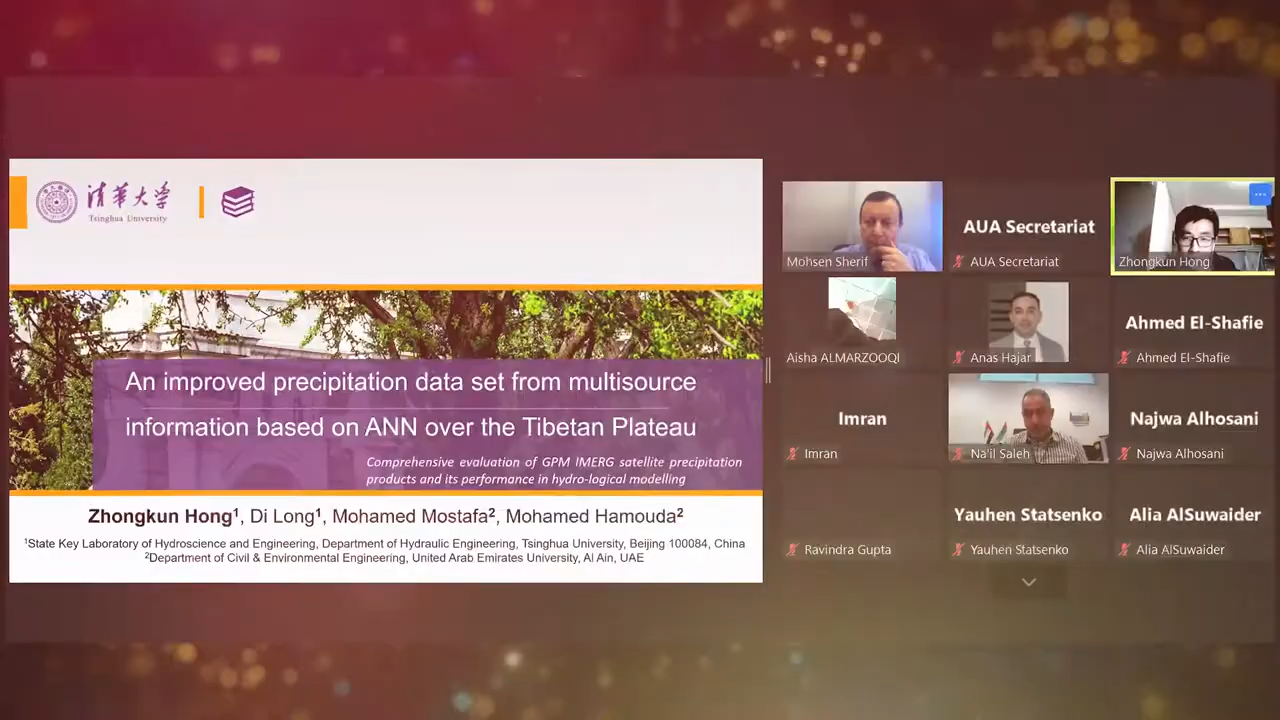 清華大学
Tsinghua University
An improved precipitation data set from multisource
information based on ANN over the Tibetan Plateau
Comprehensive evaluation of GPM IMERG satellite precipitation
products and its performance in hydro-logical modelling
Zhongkun Hong¹, Di Long¹, Mohamed Mostafa², Mohamed Hamouda²
¹State Key Laboratory of Hydroscience and Engineering, Department of Hydraulic Engineering, Tsinghua University, Beijing 100084, China
²Department of Civil & Environmental Engineering, United Arab Emirates University, Al Ain, UAE
Mohsen Sherif
AUA Secretariat
AUA Secretariat
Zhongkun Hong
Aisha ALMARZOOQI
Anas Hajar
Ahmed El-Shafie
Ahmed El-Shafie
Imran
Imran
Na'il Saleh
Najwa Alhosani
Najwa Alhosani
Ravindra Gupta
Yauhen Statsenko
Yauhen Statsenko
Alia AlSuwaider
Alia AlSuwaider